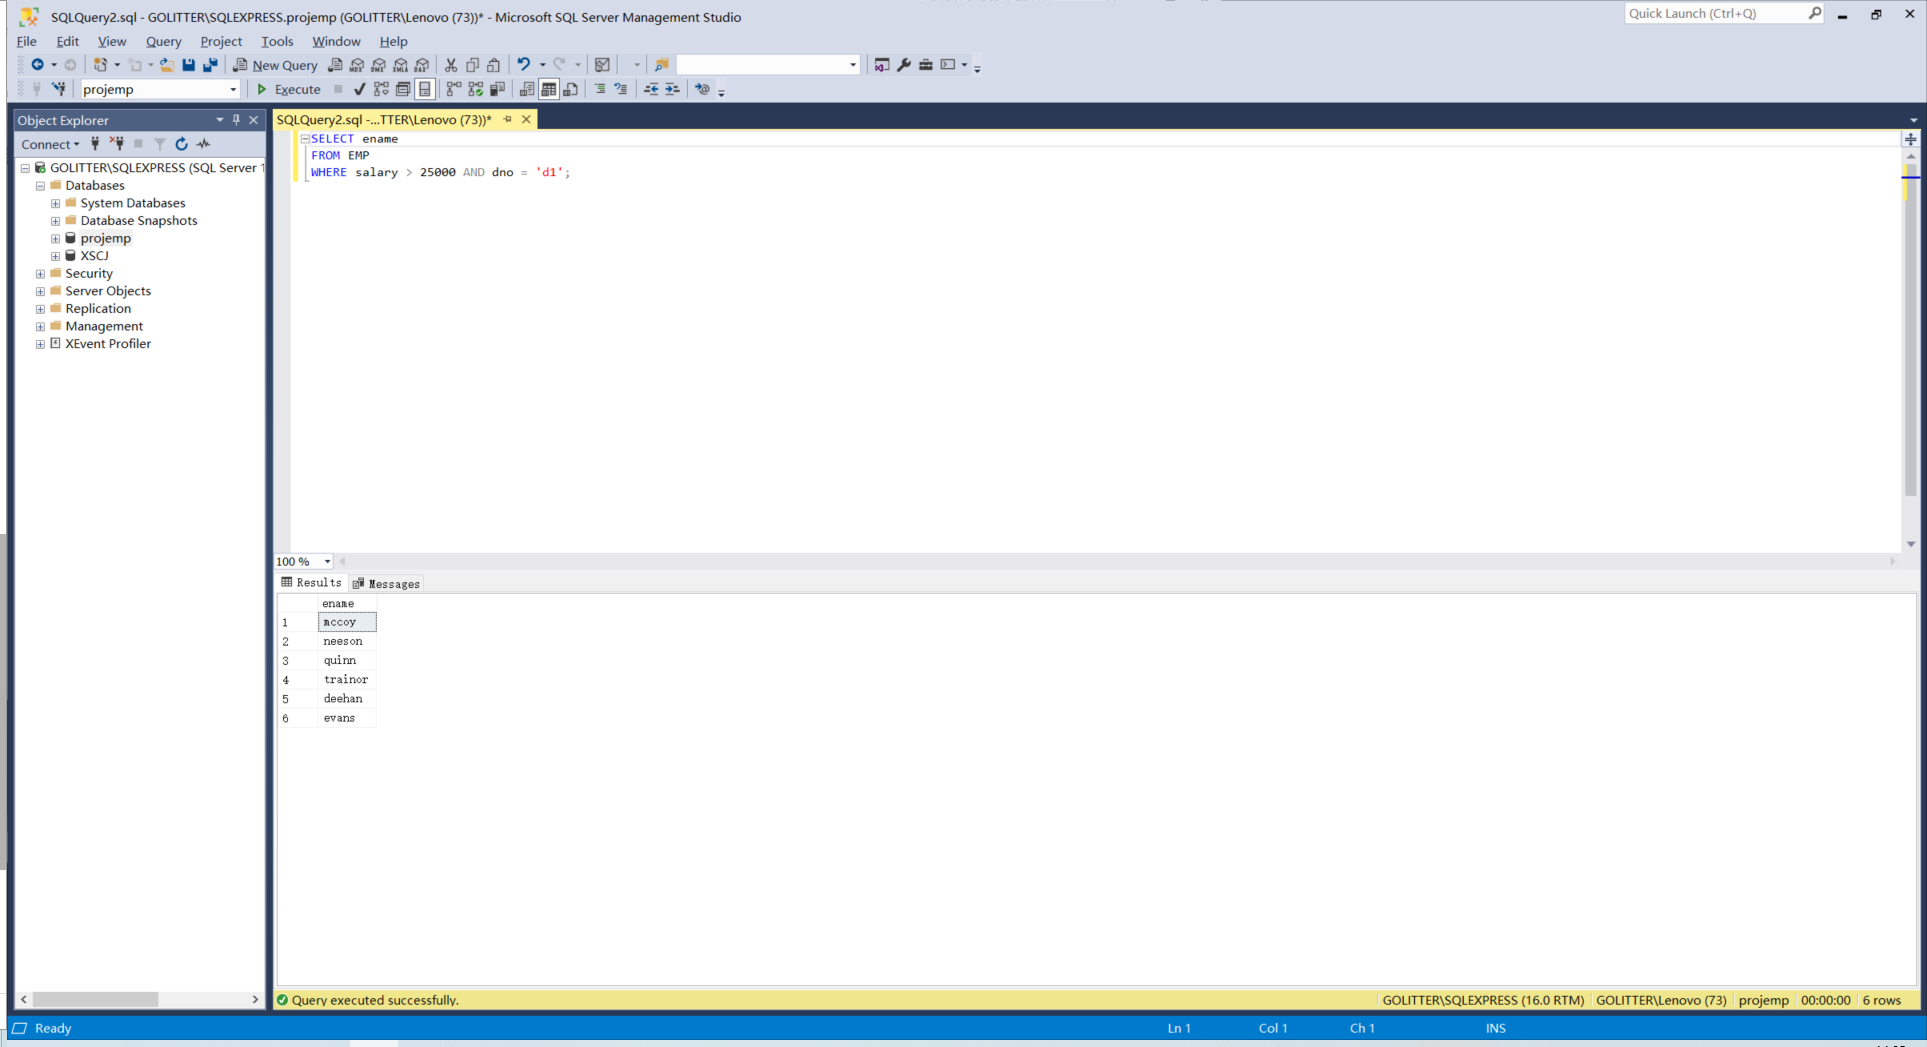 SQLQuery2.sql - GOLITTER\SQLEXPRESS.projemp (GOLITTER\Lenovo (73))* - Microsoft SQL Server Management Studio
Quick Launch (Ctrl+Q)
File Edit View Query Project Tools Window Help
New Query MDX DMX XMLA DAX
projemp Execute
Object Explorer
SQLQuery2.sql -...TTER\Lenovo (73))*
Connect
GOLITTER\SQLEXPRESS (SQL Server 1
Databases
System Databases
Database Snapshots
projemp
XSCJ
Security
Server Objects
Replication
Management
XEvent Profiler
SELECT ename
FROM EMP
WHERE salary > 25000 AND dno = 'd1';
100 %
Results Messages
ename
1 mccoy
2 neeson
3 quinn
4 trainor
5 deehan
6 evans
Query executed successfully.
GOLITTER\SQLEXPRESS (16.0 RTM) GOLITTER\Lenovo (73) projemp 00:00:00 6 rows
Ready Ln 1 Col 1 Ch 1 INS